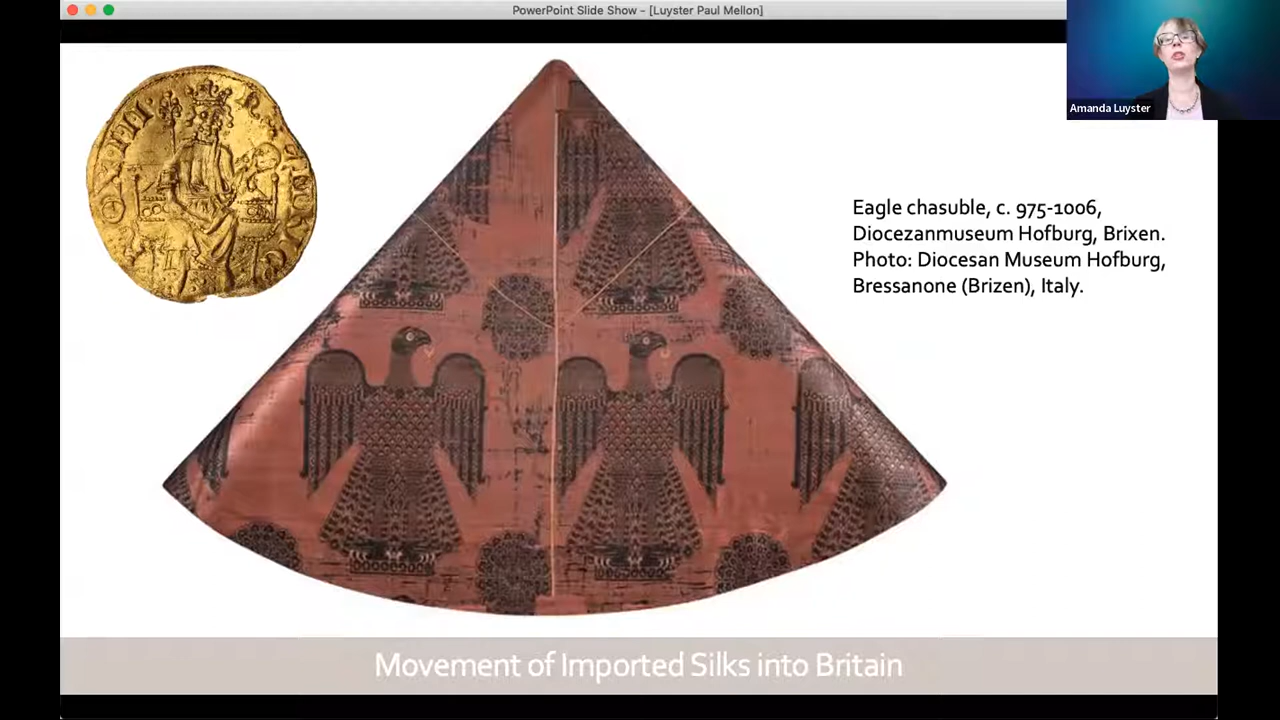 PowerPoint Slide Show - [Luyster Paul Mellon]
Amanda Luyster
Eagle chasuble, c. 975-1006,
Diocezanmuseum Hofburg, Brixen.
Photo: Diocesan Museum Hofburg,
Bressanone (Brizen), Italy.
Movement of Imported Silks into Britain